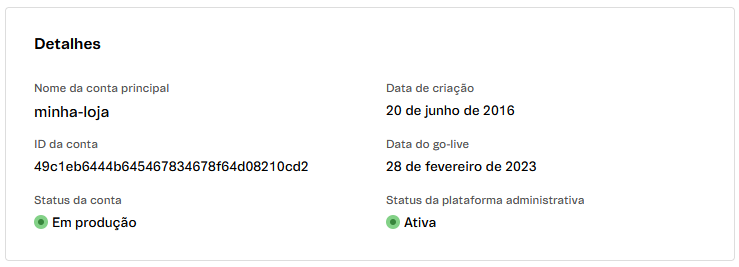 Detalhes
Nome da conta principal
minha-loja
Data de criação
20 de junho de 2016
ID da conta
49c1eb6444b645467834678f64d08210cd2
Data do go-live
28 de fevereiro de 2023
Status da conta
Em produção
Status da plataforma administrativa
Ativa